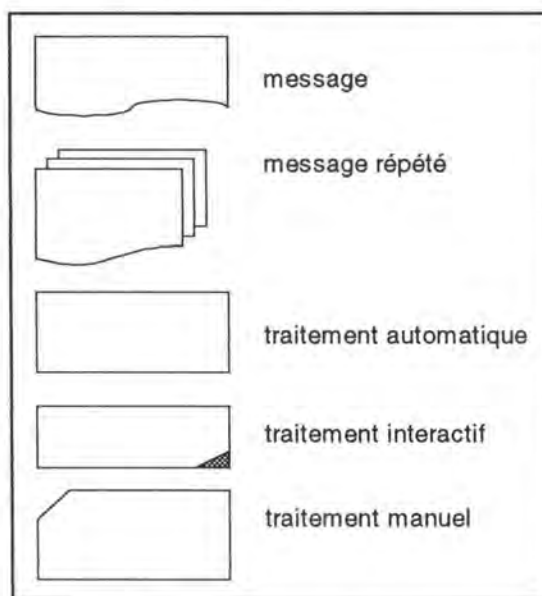 message
message répété
traitement automatique
traitement interactif
traitement manuel